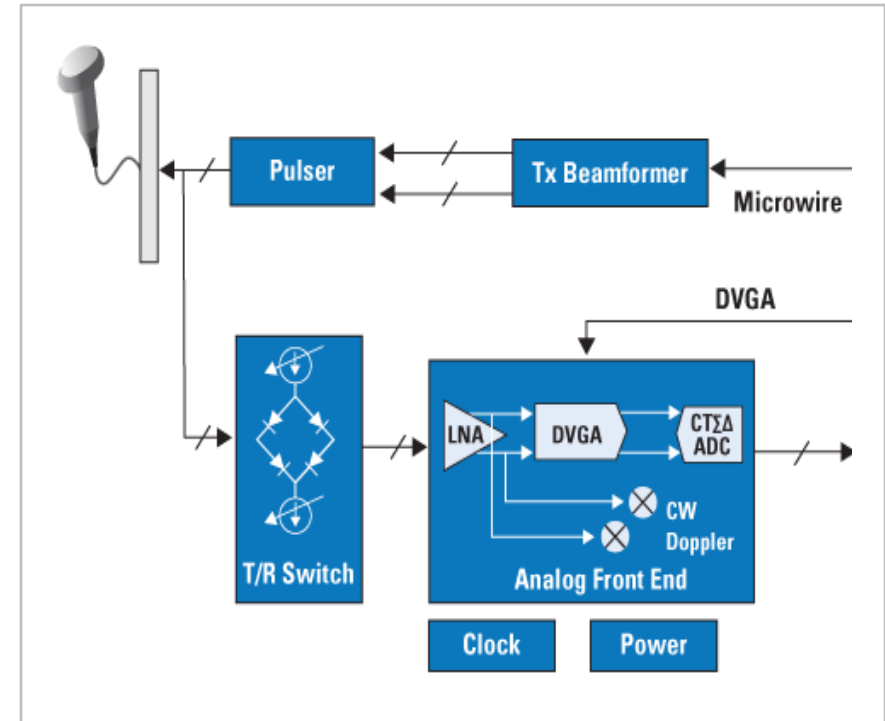 Pulser
Tx Beamformer
Microwire
DVGA
LNA
DVGA
CTΣΔ
ADC
CW
Doppler
T/R Switch
Analog Front End
Clock
Power